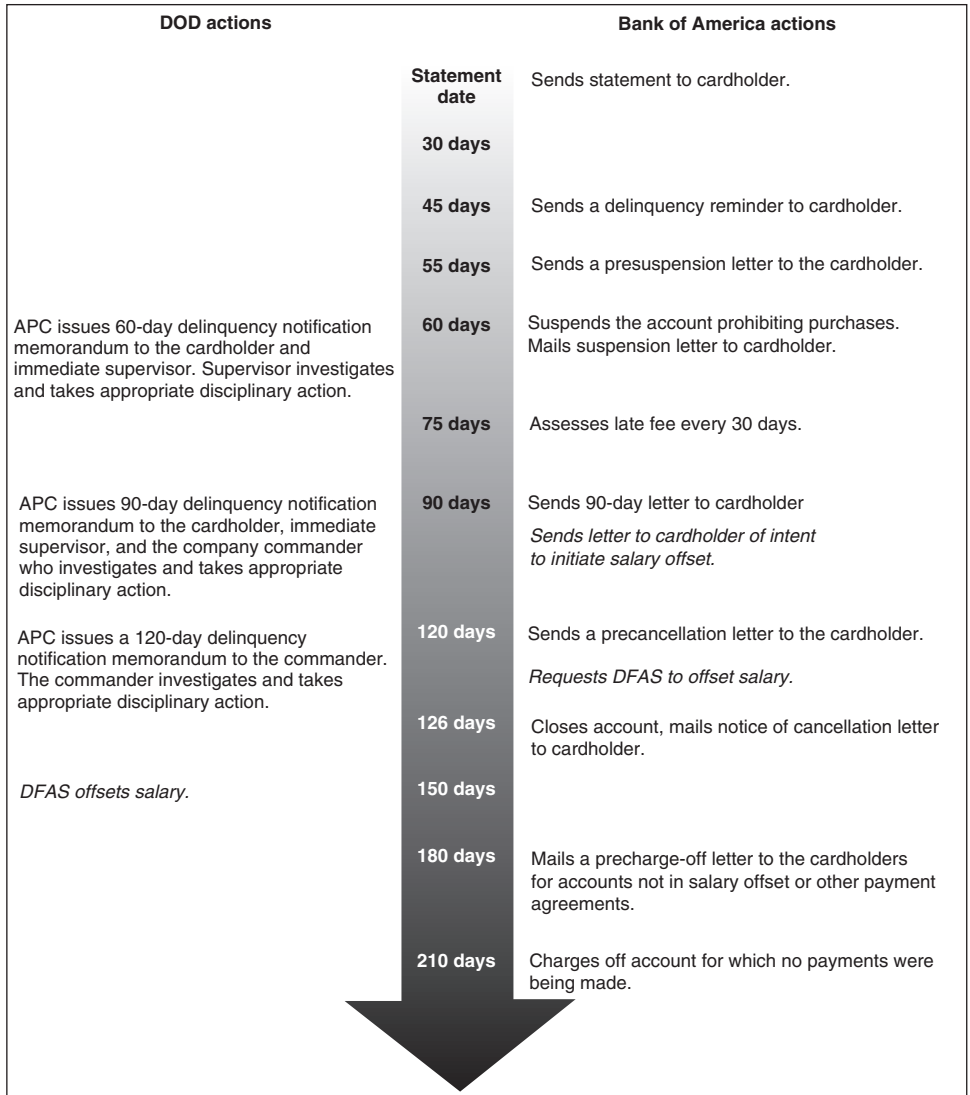 DOD actions
Bank of America actions
Statement
date
Sends statement to cardholder.
30 days
45 days
Sends a delinquency reminder to cardholder.
55 days
Sends a presuspension letter to the cardholder.
APC issues 60-day delinquency notification
memorandum to the cardholder and
immediate supervisor. Supervisor investigates
and takes appropriate disciplinary action.
60 days
Suspends the account prohibiting purchases.
Mails suspension letter to cardholder.
75 days
Assesses late fee every 30 days.
APC issues 90-day delinquency notification
memorandum to the cardholder, immediate
supervisor, and the company commander
who investigates and takes appropriate
disciplinary action.
90 days
Sends 90-day letter to cardholder
Sends letter to cardholder of intent
to initiate salary offset.
APC issues a 120-day delinquency
notification memorandum to the commander.
The commander investigates and takes
appropriate disciplinary action.
120 days
Sends a precancellation letter to the cardholder.
Requests DFAS to offset salary.
126 days
Closes account, mails notice of cancellation letter
to cardholder.
DFAS offsets salary.
150 days
180 days
Mails a precharge-off letter to the cardholders
for accounts not in salary offset or other payment
agreements.
210 days
Charges off account for which no payments were
being made.